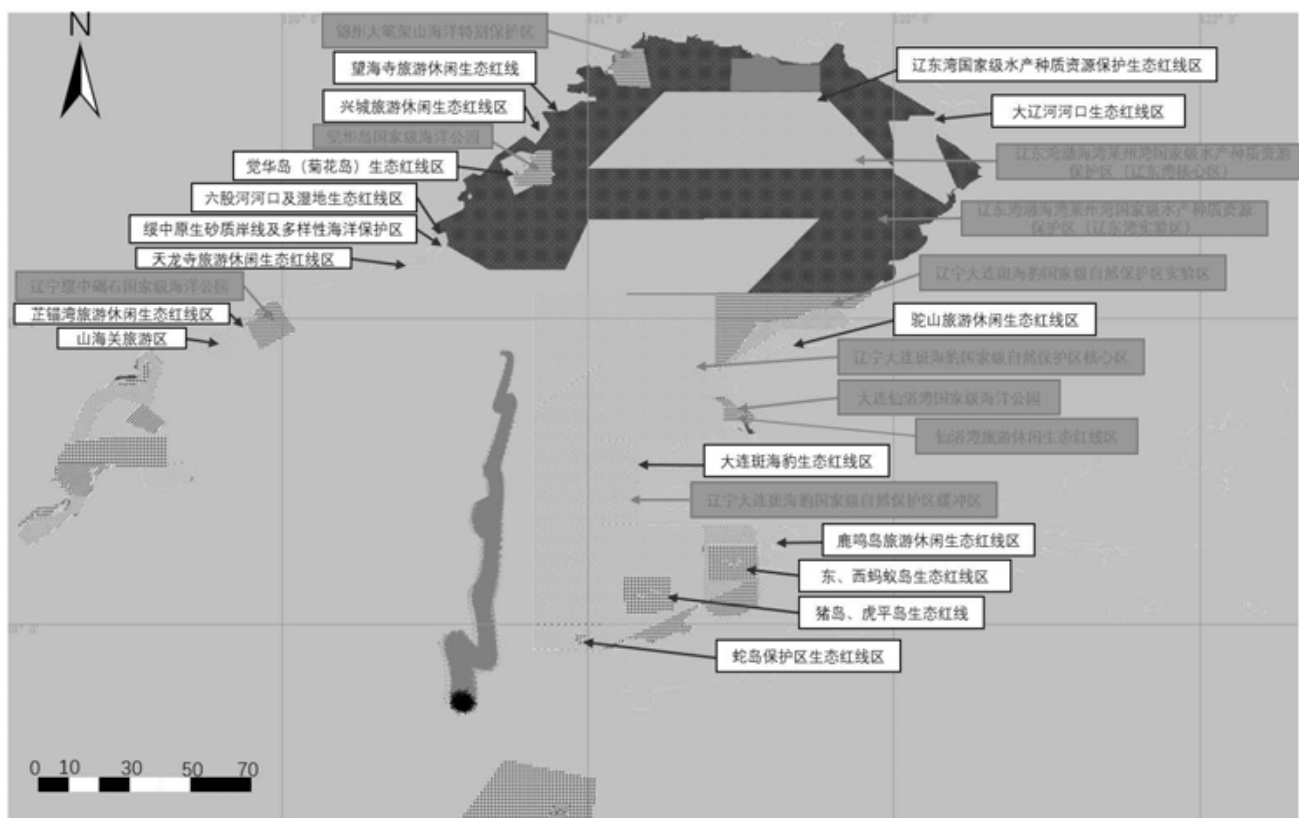 N
120° 0′
121° 0′
122° 0′
123° 0′
锦州大笔架山海洋特别保护区
望海寺旅游休闲生态红线
兴城旅游休闲生态红线区
觉华岛国家级海洋公园
觉华岛（菊花岛）生态红线区
六股河河口及湿地生态红线区
绥中原生砂质岸线及多样性海洋保护区
天龙寺旅游休闲生态红线区
辽宁绥中碣石国家级海洋公园
芷锚湾旅游休闲生态红线区
山海关旅游区
辽东湾国家级水产种质资源保护生态红线区
大辽河河口生态红线区
辽东湾渤海湾莱州湾国家级水产种质资源
保护区（辽东湾核心区）
辽东湾渤海湾莱州湾国家级水产种质资源
保护区（辽东湾实验区）
辽宁大连斑海豹国家级自然保护区实验区
驼山旅游休闲生态红线区
辽宁大连斑海豹国家级自然保护区核心区
大连仙浴湾国家级海洋公园
仙浴湾旅游休闲生态红线区
大连斑海豹生态红线区
辽宁大连斑海豹国家级自然保护区缓冲区
鹿鸣岛旅游休闲生态红线区
东、西蚂蚁岛生态红线区
猪岛、虎平岛生态红线
蛇岛保护区生态红线区
0 10 30 50 70